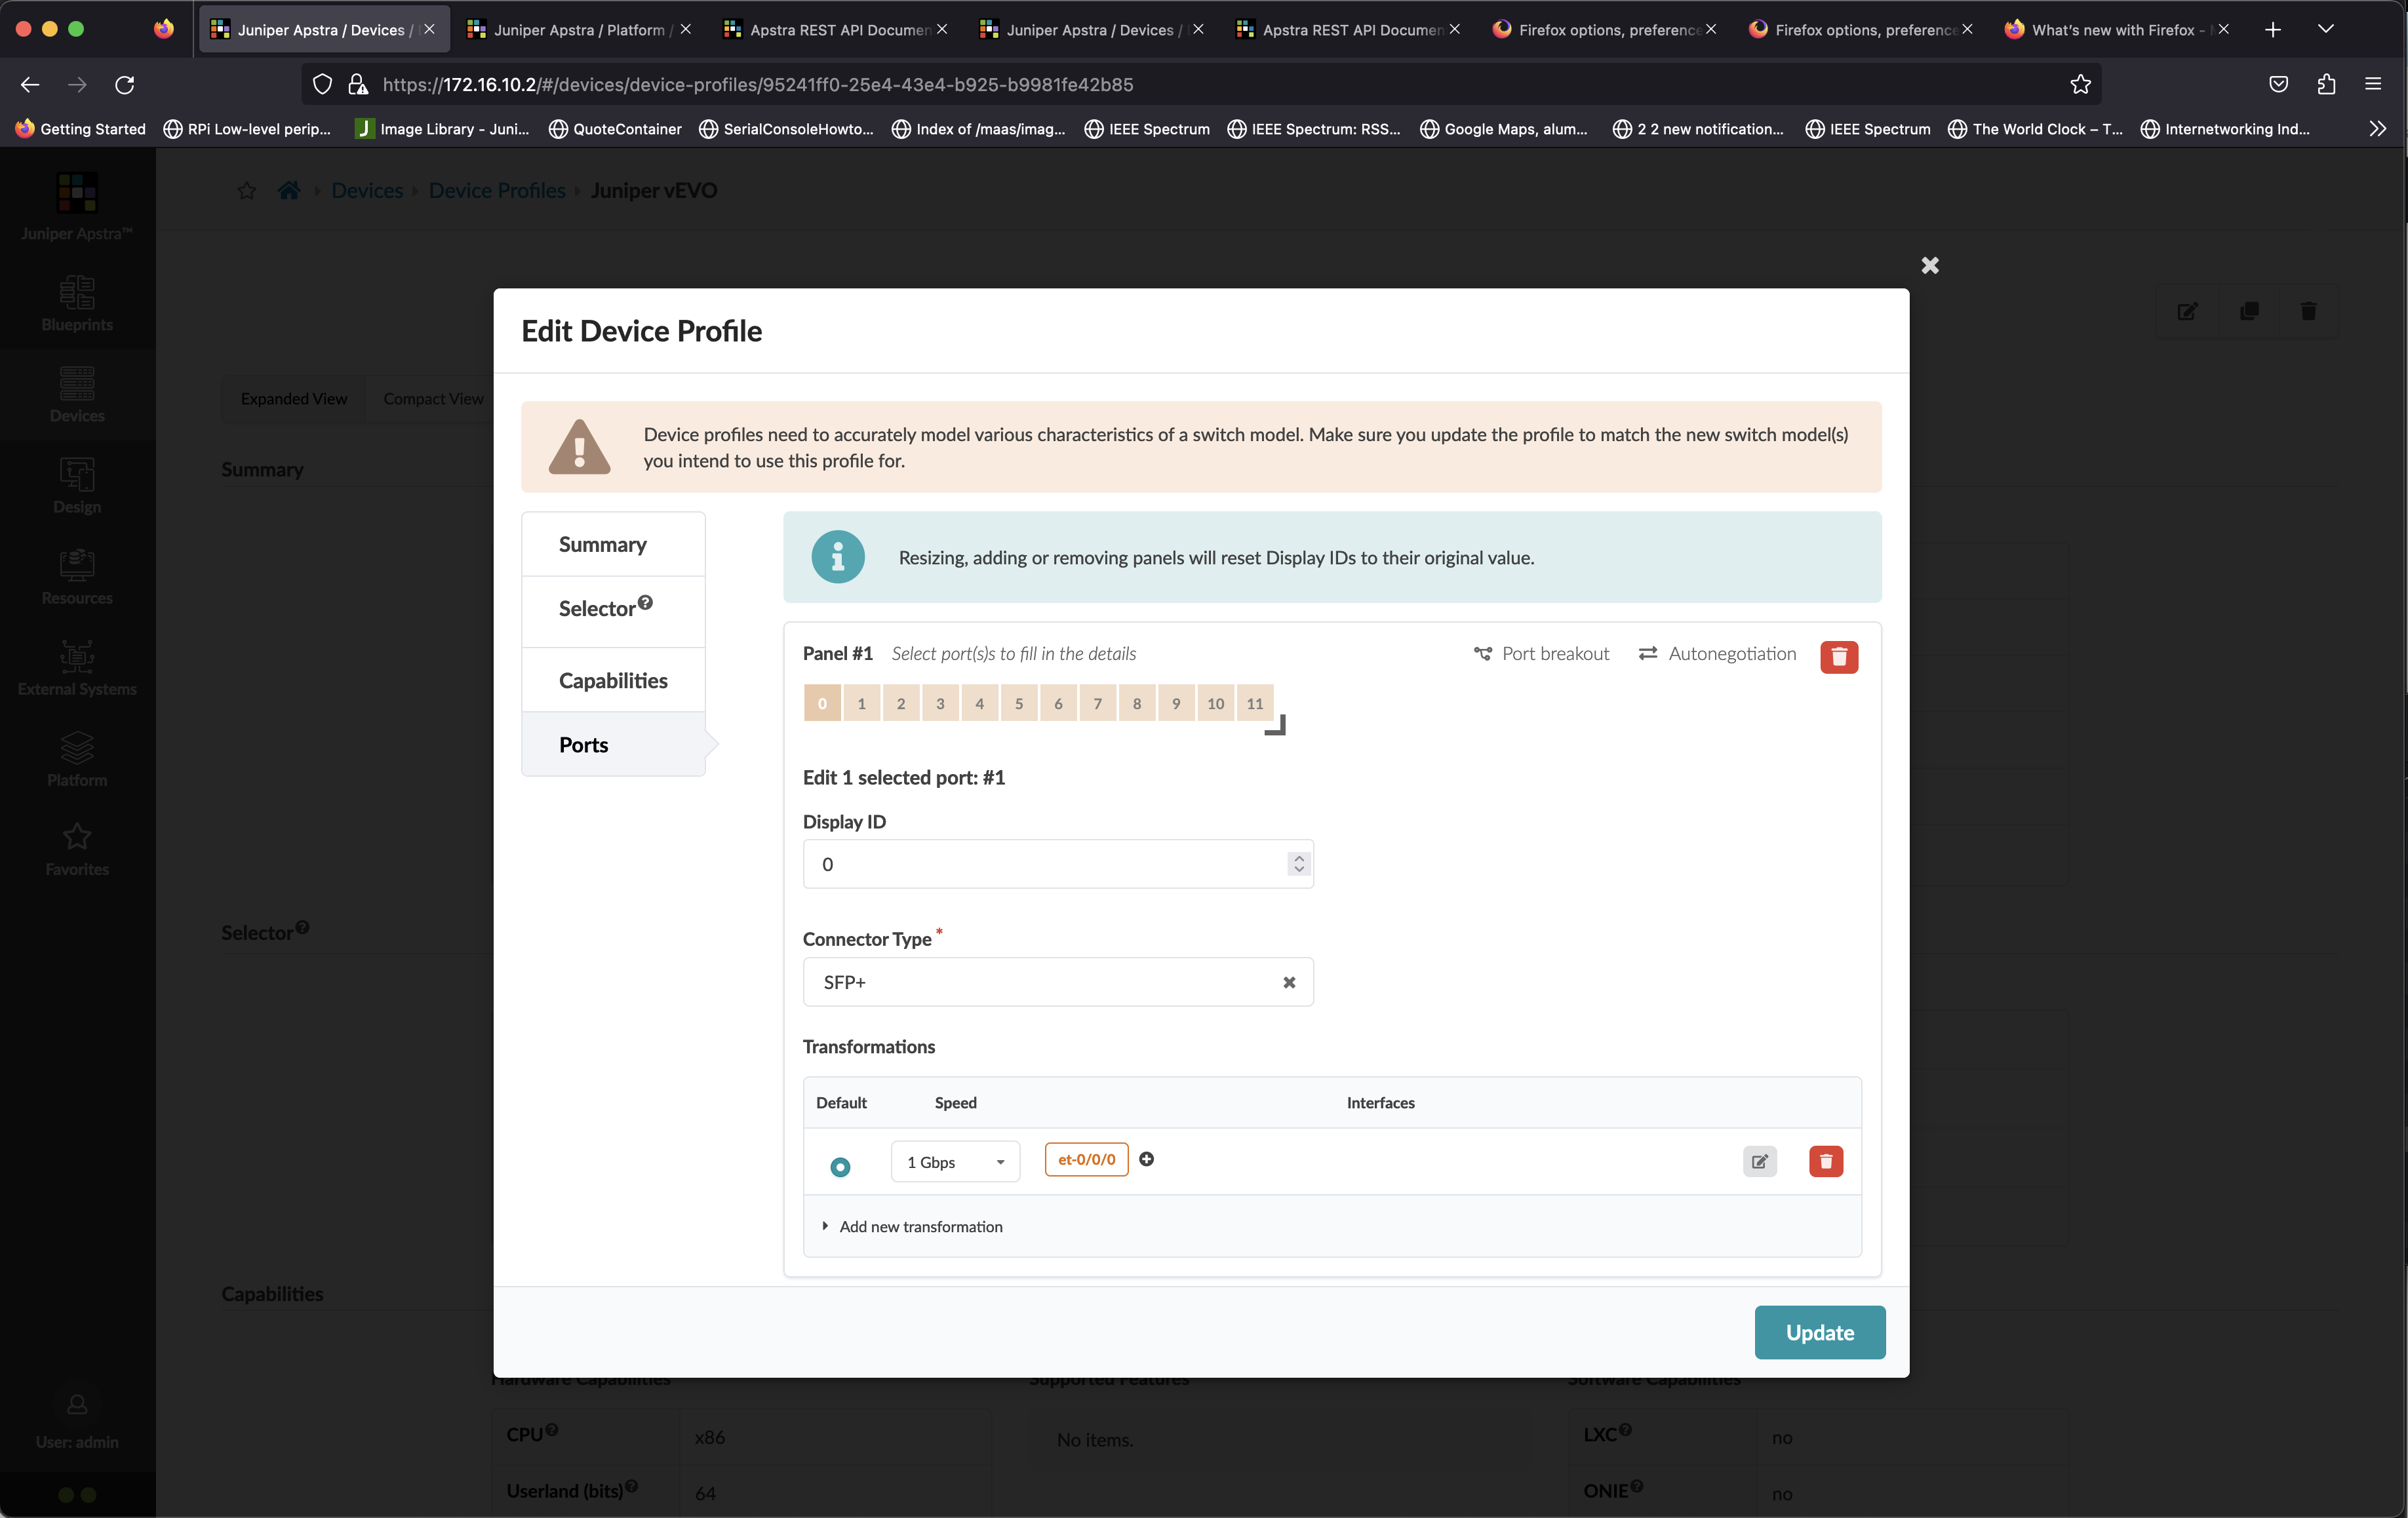 Juniper Apstra / Devices /
Juniper Apstra / Platform /
Apstra REST API Documen
Juniper Apstra / Devices /
Apstra REST API Documen
Firefox options, preference
Firefox options, preference
What's new with Firefox -
https://172.16.10.2/#/devices/device-profiles/95241ff0-25e4-43e4-b925-b9981fe42b85
Getting Started
RPi Low-level perip...
Image Library - Juni...
QuoteContainer
SerialConsoleHowto...
Index of /maas/imag...
IEEE Spectrum
IEEE Spectrum: RSS...
Google Maps, alum...
2 2 new notification...
IEEE Spectrum
The World Clock – T...
Internetworking Ind...
Juniper Apstra™
Blueprints
Devices
Design
Resources
External Systems
Platform
Favorites
User: admin
Devices
Device Profiles
Juniper vEVO
Expanded View
Compact View
Summary
Selector
Capabilities
Edit Device Profile
Device profiles need to accurately model various characteristics of a switch model. Make sure you update the profile to match the new switch model(s)
you intend to use this profile for.
Summary
Selector
Capabilities
Ports
Resizing, adding or removing panels will reset Display IDs to their original value.
Panel #1
Select port(s)s to fill in the details
Port breakout
Autonegotiation
0 1 2 3 4 5 6 7 8 9 10 11
Edit 1 selected port: #1
Display ID
0
Connector Type *
SFP+
Transformations
Default
Speed
Interfaces
1 Gbps
et-0/0/0
Add new transformation
Update
Hardware Capabilities
Supported Features
Software Capabilities
CPU
x86
No items.
LXC
no
Userland (bits)
64
ONIE
no